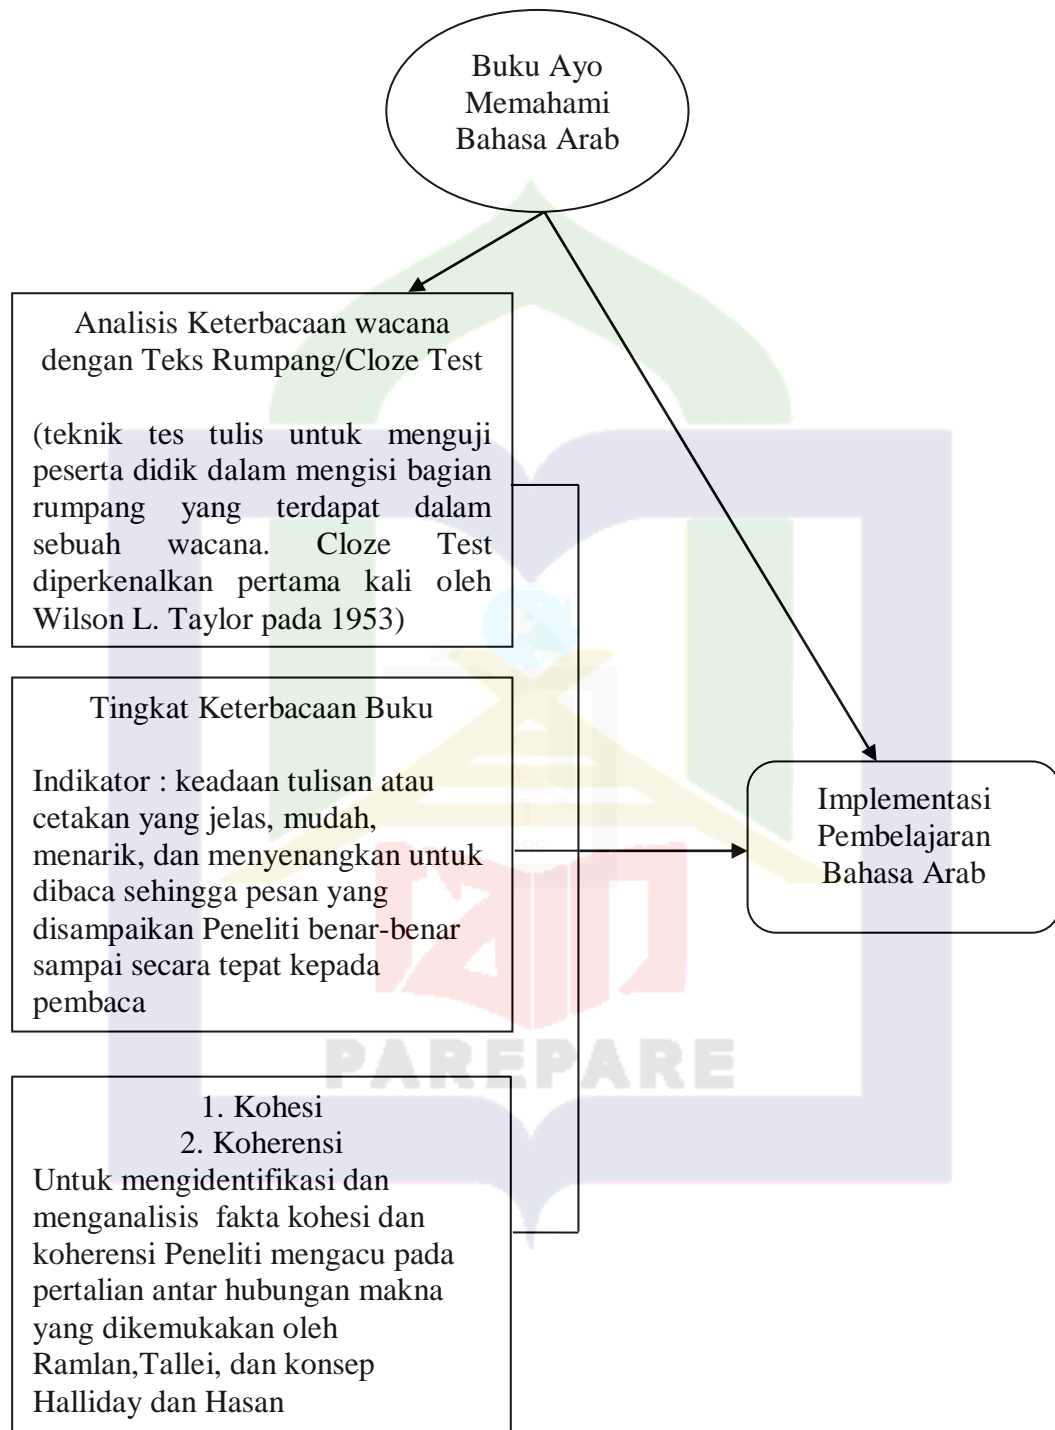 Buku Ayo
Memahami
Bahasa Arab
Analisis Keterbacaan wacana
dengan Teks Rumpang/Cloze Test
(teknik tes tulis untuk menguji
peserta didik dalam mengisi bagian
rumpang yang terdapat dalam
sebuah wacana. Cloze Test
diperkenalkan pertama kali oleh
Wilson L. Taylor pada 1953)
Tingkat Keterbacaan Buku
Indikator : keadaan tulisan atau
cetakan yang jelas, mudah,
menarik, dan menyenangkan untuk
dibaca sehingga pesan yang
disampaikan Peneliti benar-benar
sampai secara tepat kepada
pembaca
Implementasi
Pembelajaran
Bahasa Arab
PAREPARE
1. Kohesi
2. Koherensi
Untuk mengidentifikasi dan
menganalisis fakta kohesi dan
koherensi Peneliti mengacu pada
pertalian antar hubungan makna
yang dikemukakan oleh
Ramlan,Tallei, dan konsep
Halliday dan Hasan